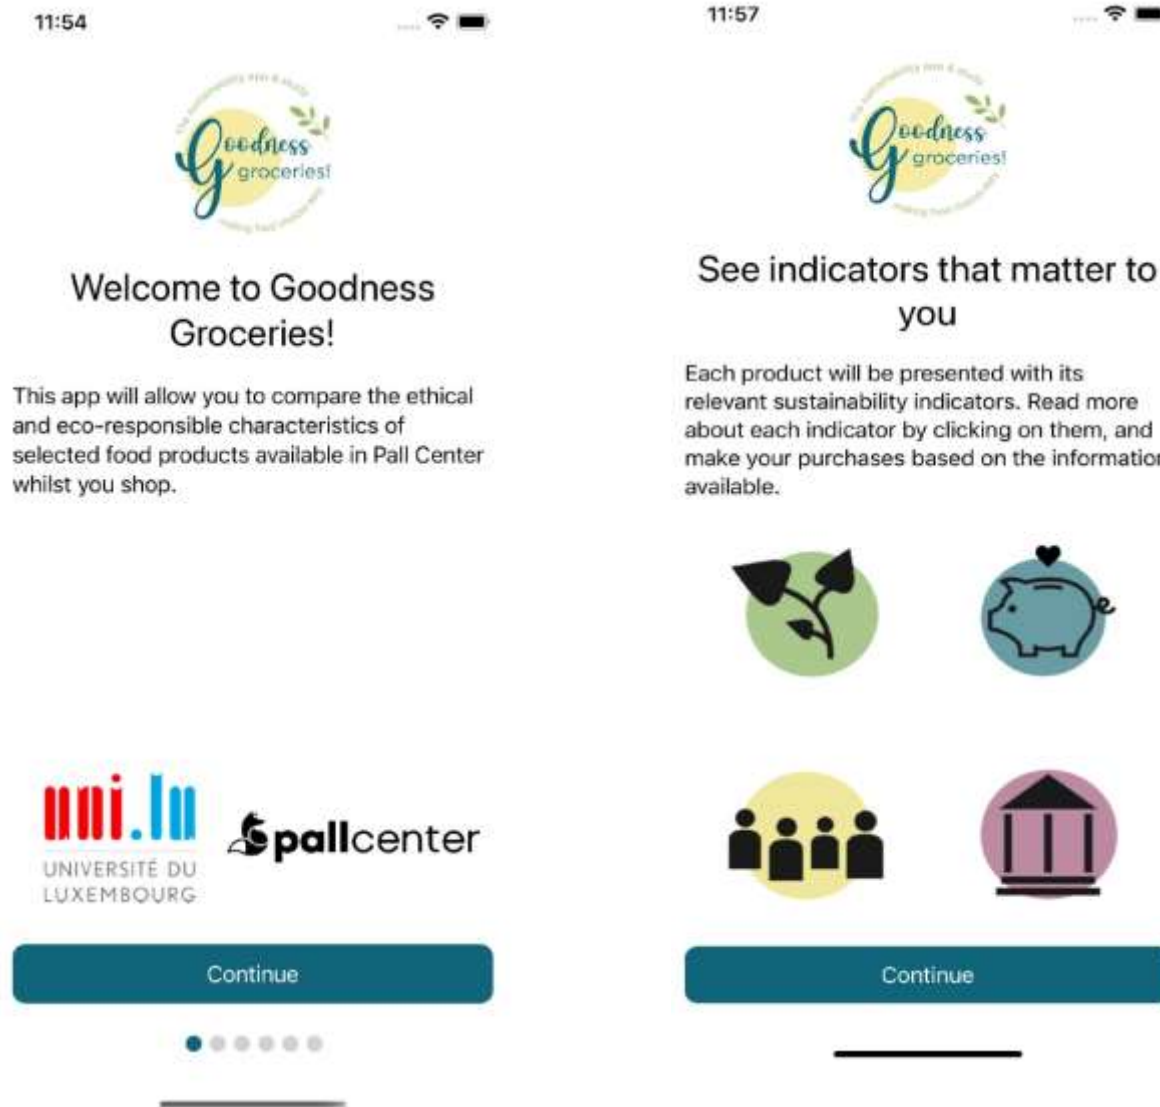 11:54
Goodness
groceries!
Welcome to Goodness
Groceries!
This app will allow you to compare the ethical
and eco-responsible characteristics of
selected food products available in Pall Center
whilst you shop.
uni.lu
UNIVERSITÉ DU
LUXEMBOURG
pallcenter
Continue
11:57
Goodness
groceries!
See indicators that matter to
you
Each product will be presented with its
relevant sustainability indicators. Read more
about each indicator by clicking on them, and
make your purchases based on the information
available.
Continue